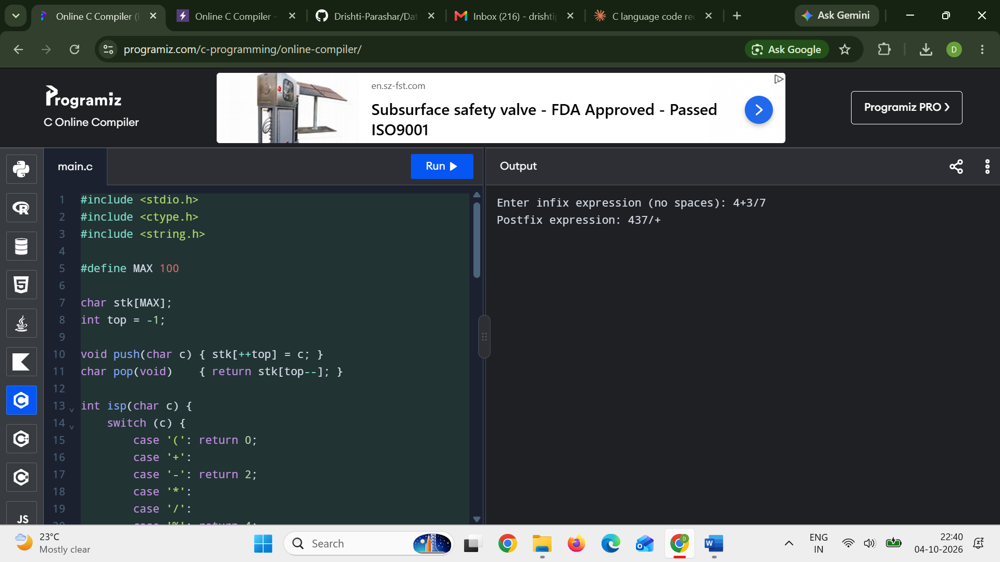 Online C Compiler (
Online C Compiler -
Drishti-Parashar/Dat
Inbox (216) - drishti
C language code re
Ask Gemini
programiz.com/c-programming/online-compiler/
Ask Google
D
Programiz
C Online Compiler
en.sz-fst.com
Subsurface safety valve - FDA Approved - Passed
ISO9001
Programiz PRO
main.c
Run
Output
1 #include <stdio.h>
2 #include <ctype.h>
3 #include <string.h>
4
5 #define MAX 100
6
7 char stk[MAX];
8 int top = -1;
9
10 void push(char c) { stk[++top] = c; }
11 char pop(void)    { return stk[top--]; }
12
13 int isp(char c) {
14     switch (c) {
15         case '(': return 0;
16         case '+':
17         case '-': return 2;
18         case '*':
19         case '/':
20         case '%': return 4;
Enter infix expression (no spaces): 4+3/7
Postfix expression: 437/+
JS
23°C
Mostly clear
Search
ENG
IN
22:40
04-10-2026